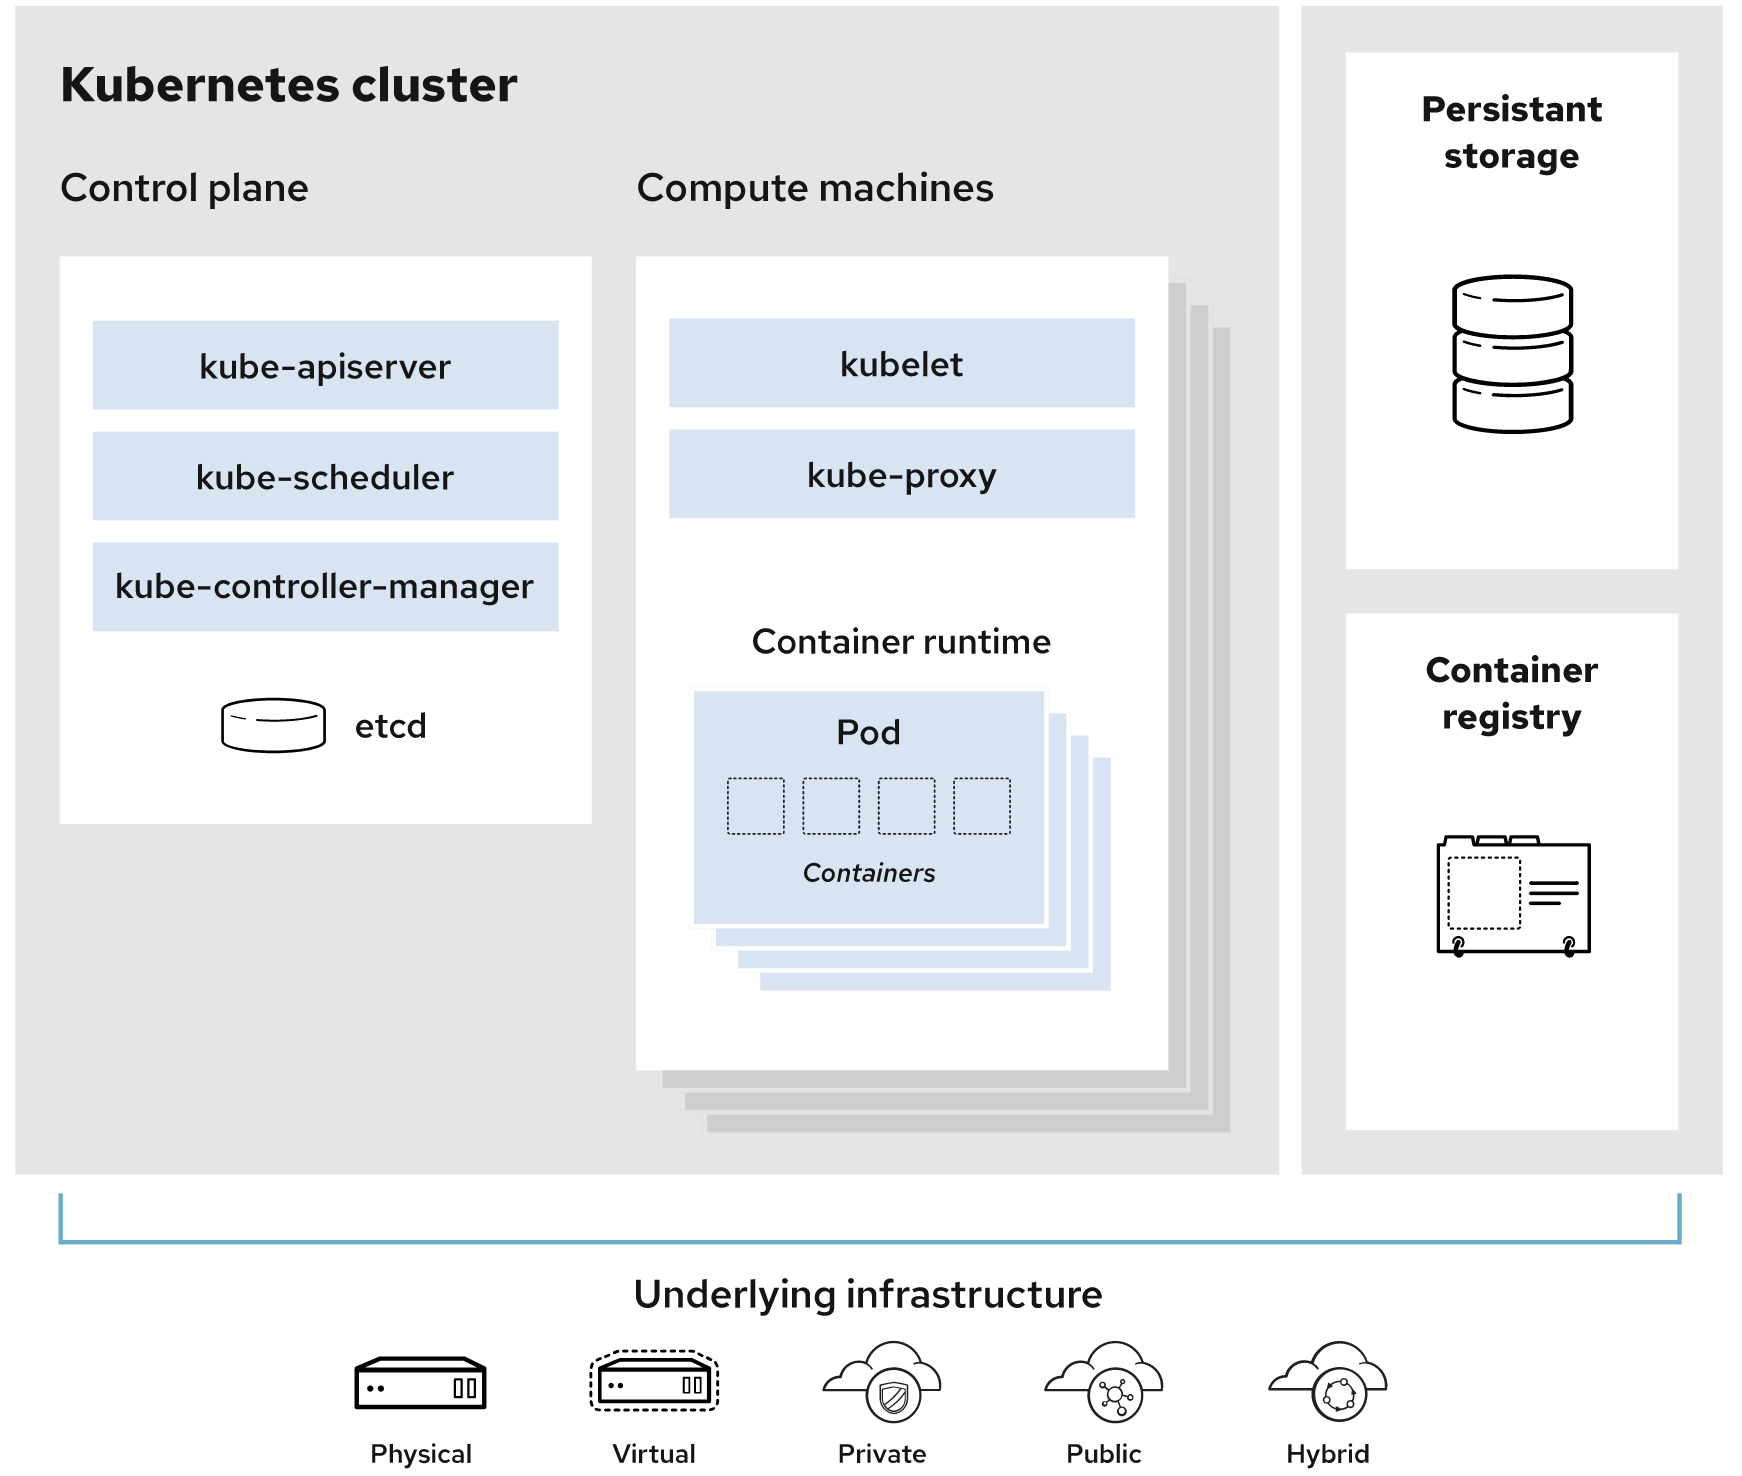 Kubernetes cluster
Control plane
kube-apiserver
kube-scheduler
kube-controller-manager
etcd
Compute machines
kubelet
kube-proxy
Container runtime
Pod
Containers
Persistant
storage
Container
registry
Underlying infrastructure
Physical
Virtual
Private
Public
Hybrid